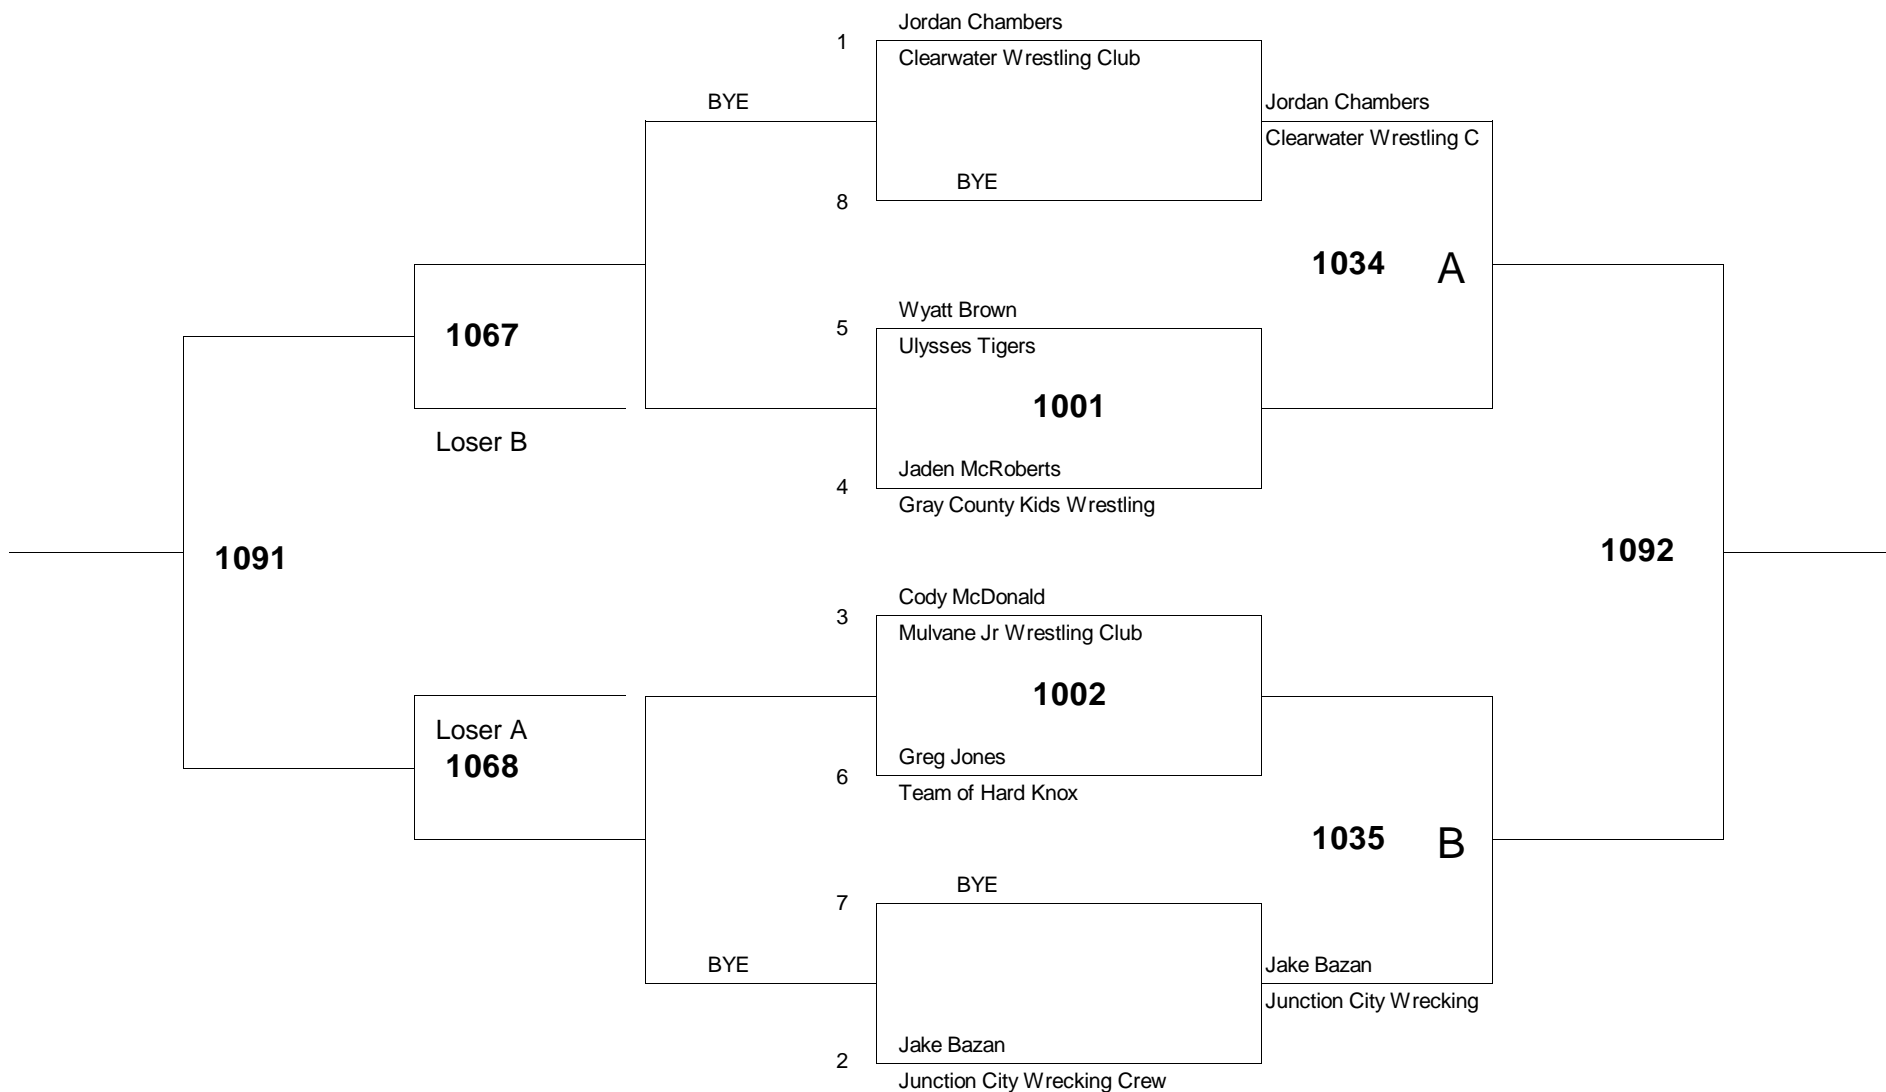 Jordan Chambers
1
Clearwater Wrestling Club
BYE
Jordan Chambers
Clearwater Wrestling C
BYE
8
1034 A
Wyatt Brown
5
1067
Ulysses Tigers
1001
Loser B
Jaden McRoberts
4
Gray County Kids Wrestling
1091
1092
Cody McDonald
3
Mulvane Jr Wrestling Club
1002
Loser A
1068
Greg Jones
6
Team of Hard Knox
1035 B
BYE
7
BYE
Jake Bazan
Junction City Wrecking
Jake Bazan
2
Junction City Wrecking Crew